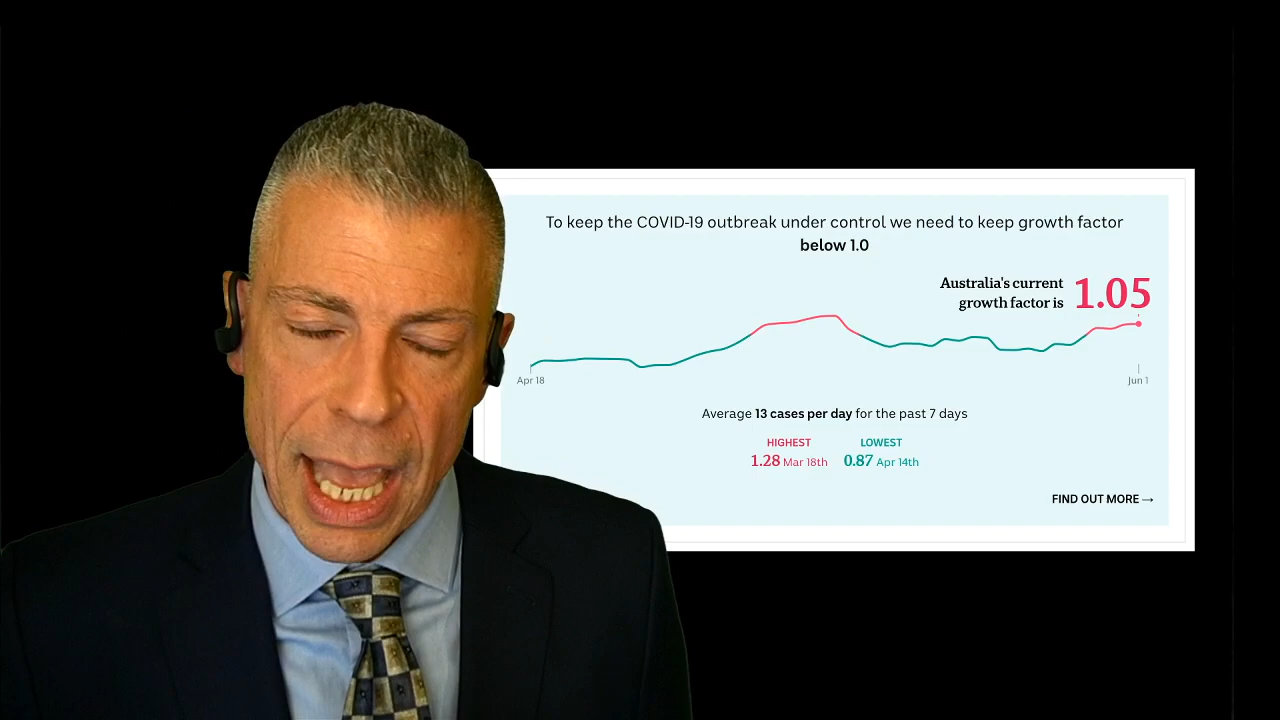 To keep the COVID-19 outbreak under control we need to keep growth factor
below 1.0
Australia's current
growth factor is
1.05
Apr 18
Jun 1
Average 13 cases per day for the past 7 days
HIGHEST LOWEST
1.28 Mar 18th 0.87 Apr 14th
FIND OUT MORE →